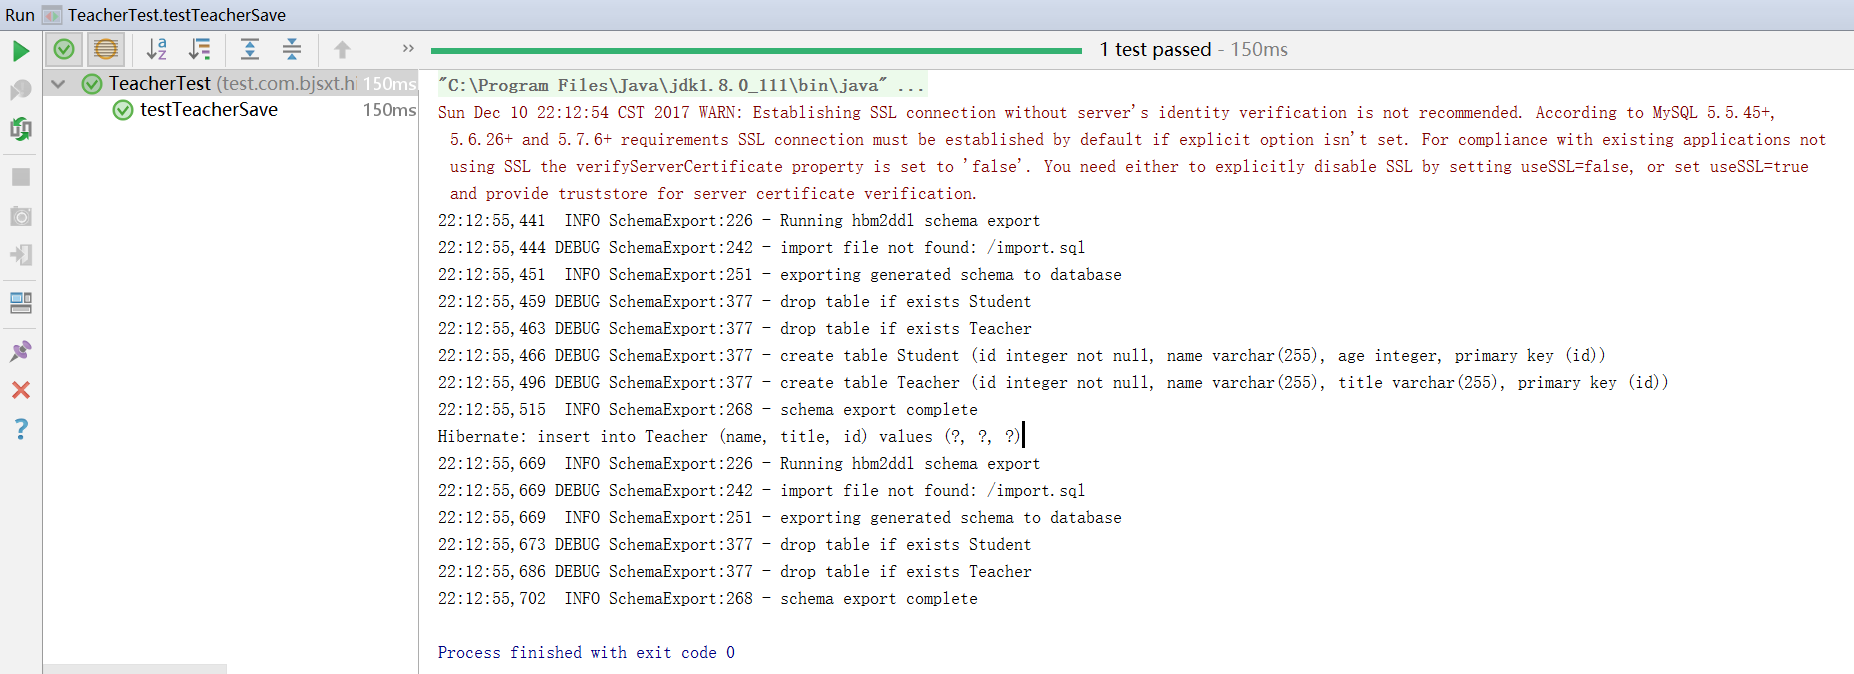 Run TeacherTest.testTeacherSave
» 1 test passed - 150ms
TeacherTest (test.com.bjsxt.hi 150ms
testTeacherSave 150ms
"C:\Program Files\Java\jdk1.8.0_111\bin\java" ...
Sun Dec 10 22:12:54 CST 2017 WARN: Establishing SSL connection without server's identity verification is not recommended. According to MySQL 5.5.45+,
5.6.26+ and 5.7.6+ requirements SSL connection must be established by default if explicit option isn't set. For compliance with existing applications not
using SSL the verifyServerCertificate property is set to 'false'. You need either to explicitly disable SSL by setting useSSL=false, or set useSSL=true
and provide truststore for server certificate verification.
22:12:55,441  INFO SchemaExport:226 - Running hbm2ddl schema export
22:12:55,444 DEBUG SchemaExport:242 - import file not found: /import.sql
22:12:55,451  INFO SchemaExport:251 - exporting generated schema to database
22:12:55,459 DEBUG SchemaExport:377 - drop table if exists Student
22:12:55,463 DEBUG SchemaExport:377 - drop table if exists Teacher
22:12:55,466 DEBUG SchemaExport:377 - create table Student (id integer not null, name varchar(255), age integer, primary key (id))
22:12:55,496 DEBUG SchemaExport:377 - create table Teacher (id integer not null, name varchar(255), title varchar(255), primary key (id))
22:12:55,515  INFO SchemaExport:268 - schema export complete
Hibernate: insert into Teacher (name, title, id) values (?, ?, ?)
22:12:55,669  INFO SchemaExport:226 - Running hbm2ddl schema export
22:12:55,669 DEBUG SchemaExport:242 - import file not found: /import.sql
22:12:55,669  INFO SchemaExport:251 - exporting generated schema to database
22:12:55,673 DEBUG SchemaExport:377 - drop table if exists Student
22:12:55,686 DEBUG SchemaExport:377 - drop table if exists Teacher
22:12:55,702  INFO SchemaExport:268 - schema export complete
Process finished with exit code 0